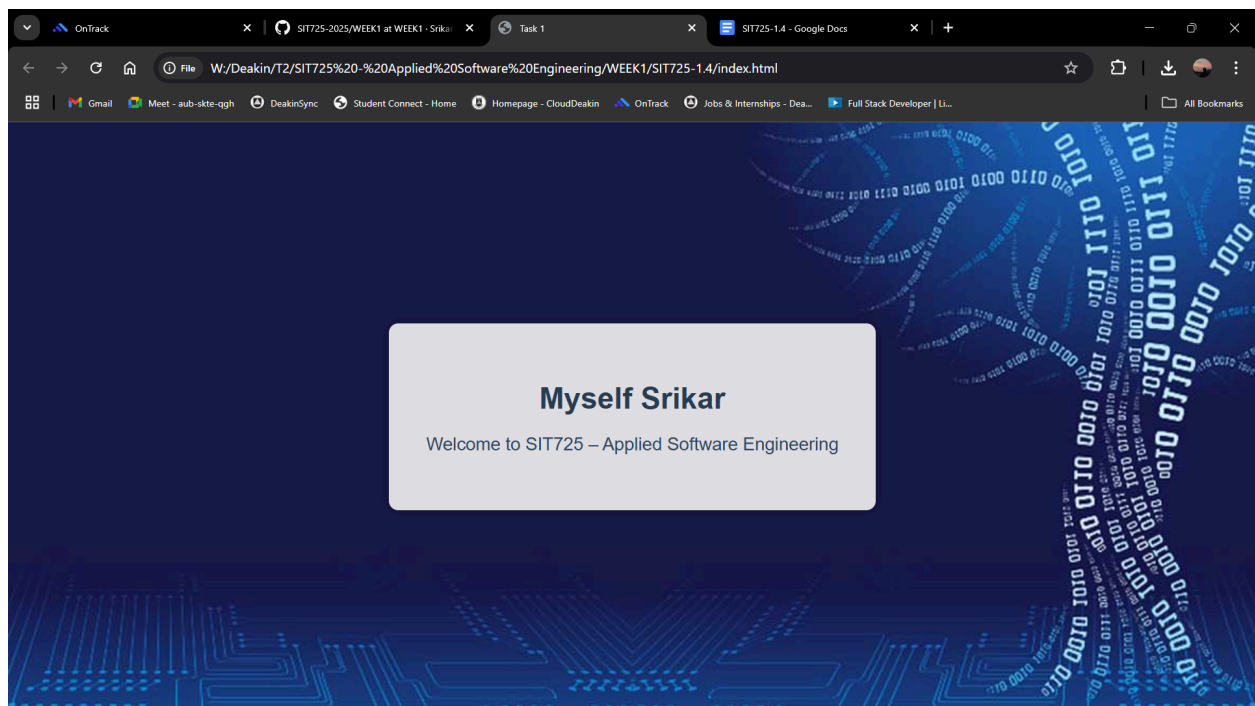 OnTrack
SIT725-2025/WEEK1 at WEEK1 · Srikar
Task 1
SIT725-1.4 - Google Docs
File W:/Deakin/T2/SIT725%20-%20Applied%20Software%20Engineering/WEEK1/SIT725-1.4/index.html
Gmail Meet - aub-skte-qgh DeakinSync Student Connect - Home Homepage - CloudDeakin OnTrack Jobs & Internships - Dea... Full Stack Developer | Li... All Bookmarks
Myself Srikar
Welcome to SIT725 – Applied Software Engineering